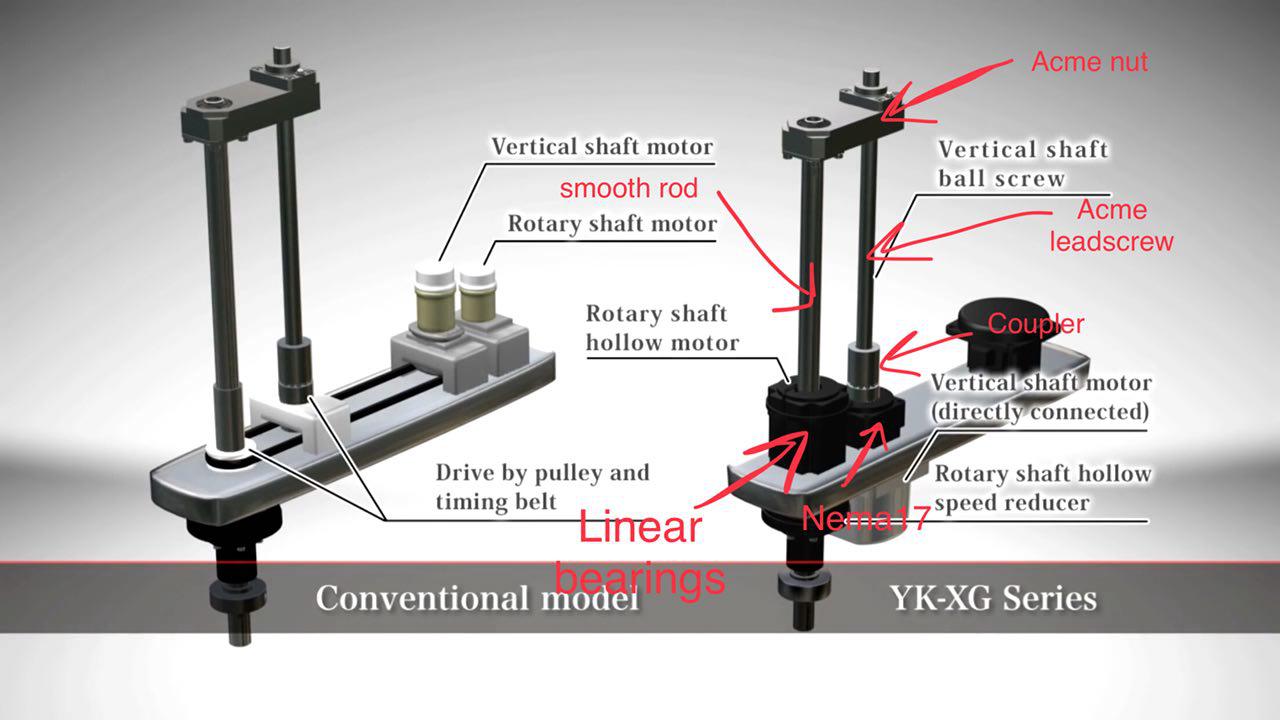 Acme nut
Vertical shaft motor
smooth rod
Rotary shaft motor
Vertical shaft
ball screw
Acme
leadscrew
Rotary shaft
hollow motor
Coupler
Vertical shaft motor
(directly connected)
Drive by pulley and
timing belt
Rotary shaft hollow
speed reducer
Linear
bearings
Nema17
Conventional model
YK-XG Series